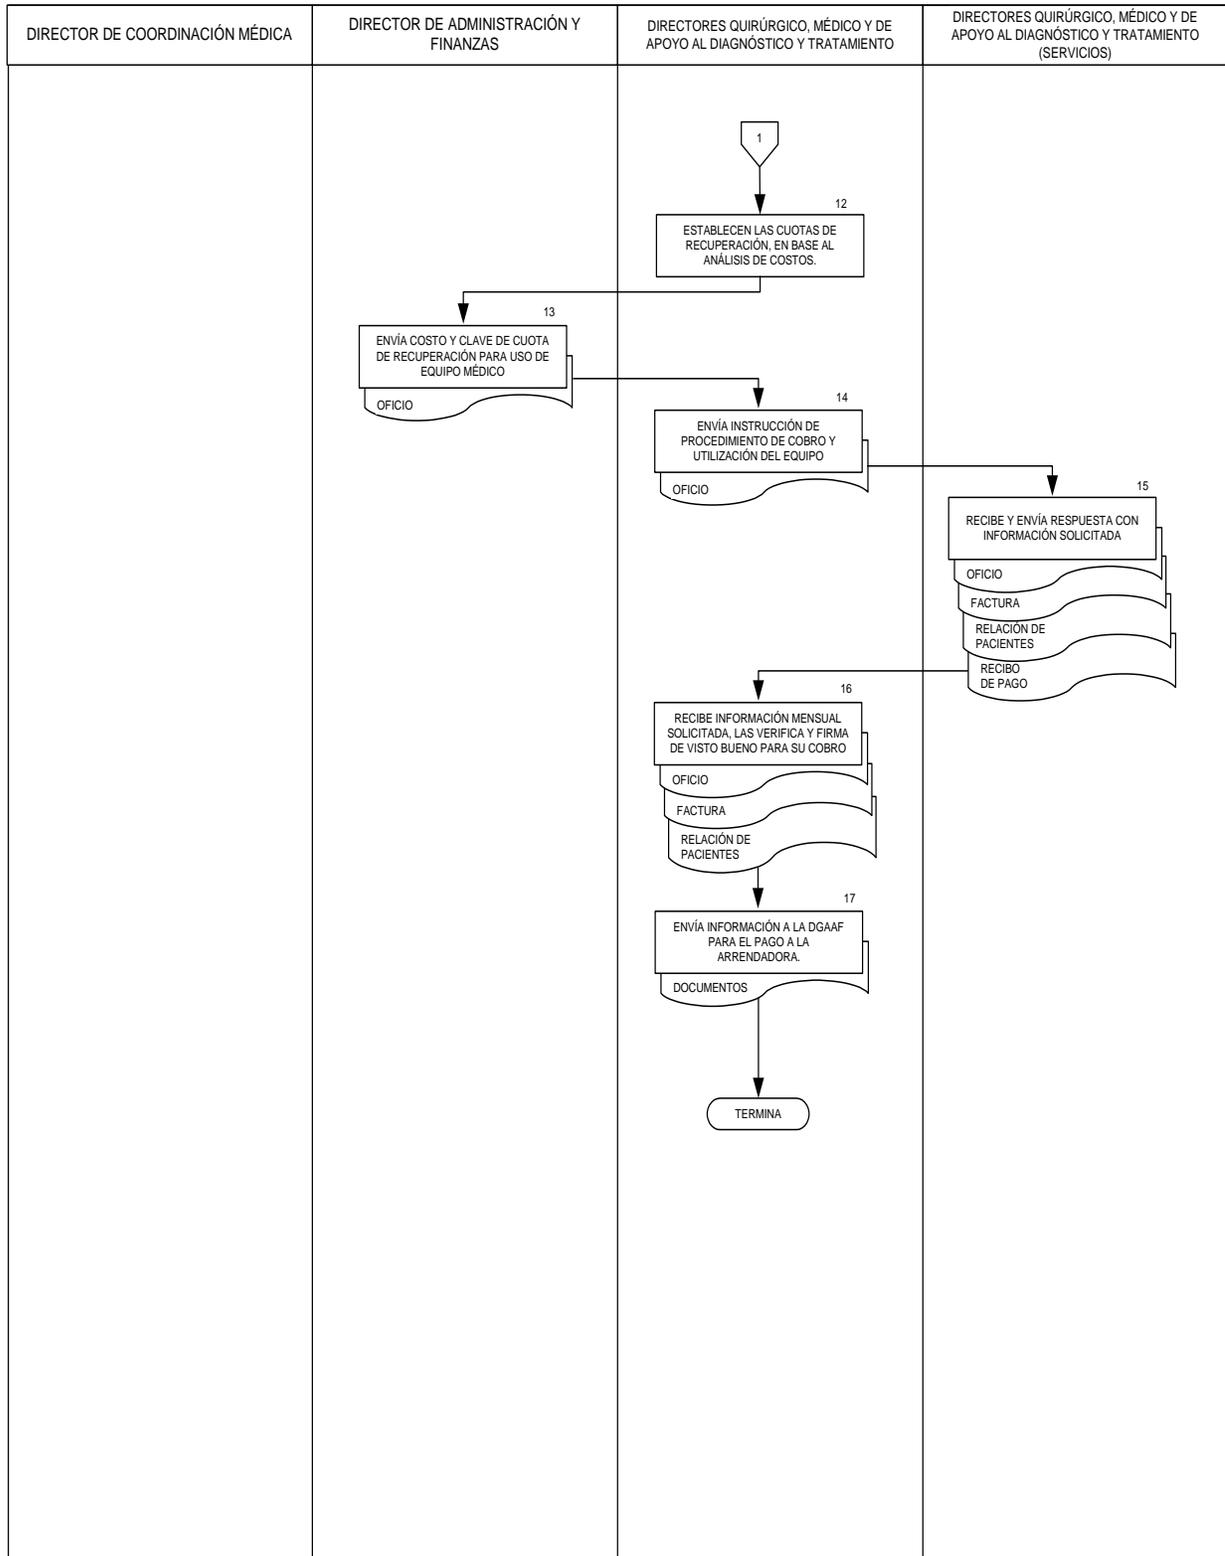 DIRECTOR DE COORDINACIÓN MÉDICA
DIRECTOR DE ADMINISTRACIÓN Y
FINANZAS
DIRECTORES QUIRÚRGICO, MÉDICO Y DE
APOYO AL DIAGNÓSTICO Y TRATAMIENTO
DIRECTORES QUIRÚRGICO, MÉDICO Y DE
APOYO AL DIAGNÓSTICO Y TRATAMIENTO
(SERVICIOS)
1
12
ESTABLECEN LAS CUOTAS DE
RECUPERACIÓN, EN BASE AL
ANÁLISIS DE COSTOS.
13
ENVÍA COSTO Y CLAVE DE CUOTA
DE RECUPERACIÓN PARA USO DE
EQUIPO MÉDICO
OFICIO
14
ENVÍA INSTRUCCIÓN DE
PROCEDIMIENTO DE COBRO Y
UTILIZACIÓN DEL EQUIPO
OFICIO
15
RECIBE Y ENVÍA RESPUESTA CON
INFORMACIÓN SOLICITADA
OFICIO
FACTURA
RELACIÓN DE
PACIENTES
RECIBO
DE PAGO
16
RECIBE INFORMACIÓN MENSUAL
SOLICITADA, LAS VERIFICA Y FIRMA
DE VISTO BUENO PARA SU COBRO
OFICIO
FACTURA
RELACIÓN DE
PACIENTES
17
ENVÍA INFORMACIÓN A LA DGAAF
PARA EL PAGO A LA
ARRENDADORA.
DOCUMENTOS
TERMINA